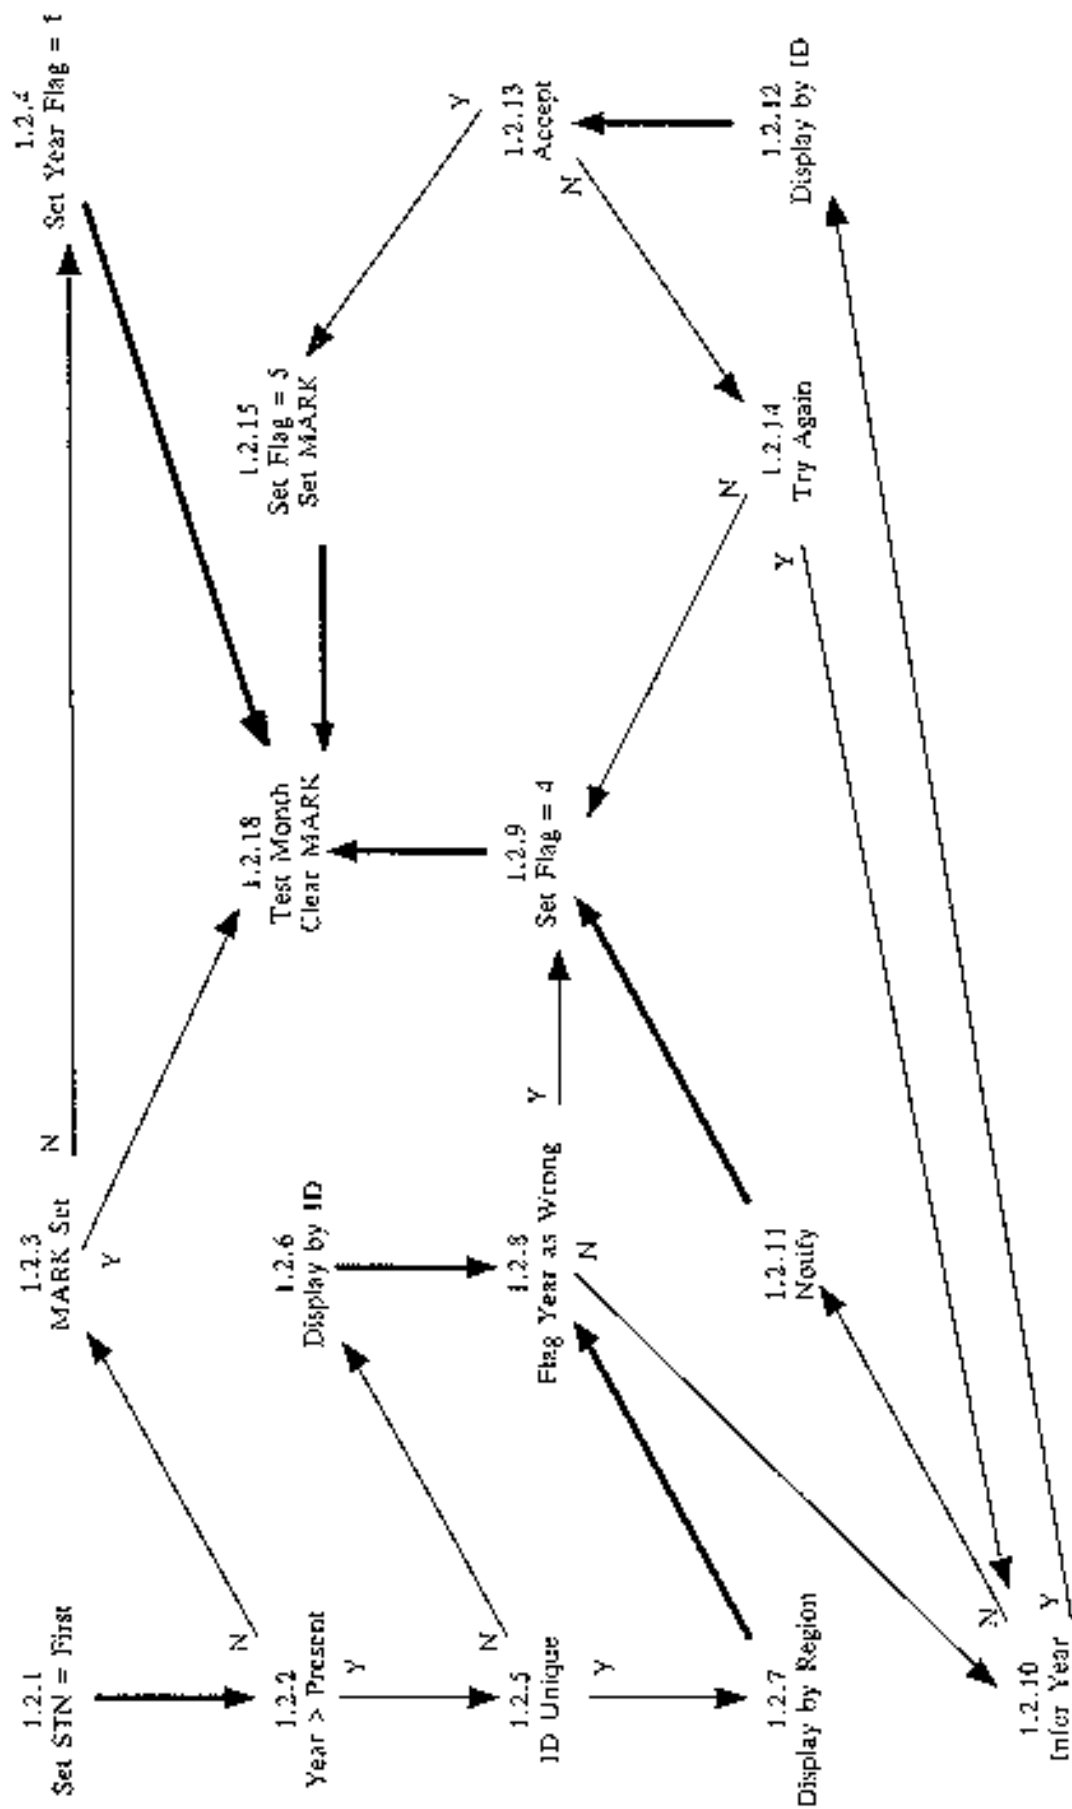 1.2.1
Set STN = First
1.2.3
MARK Set
N
Y
1.2.4
Set Year Flag = 1
1.2.2
Year > Present
N
Y
1.2.6
Display by ID
1.2.18
Test Month
Clear MARK
1.2.15
Set Flag = 5
Set MARK
Y
1.2.5
ID Unique
N
Y
1.2.8
Flag Year as Wrong
Y
N
1.2.9
Set Flag = 4
1.2.13
Accept
N
1.2.7
Display by Region
1.2.11
Notify
1.2.14
Try Again
N
Y
1.2.12
Display by ID
1.2.10
Infer Year
N
Y